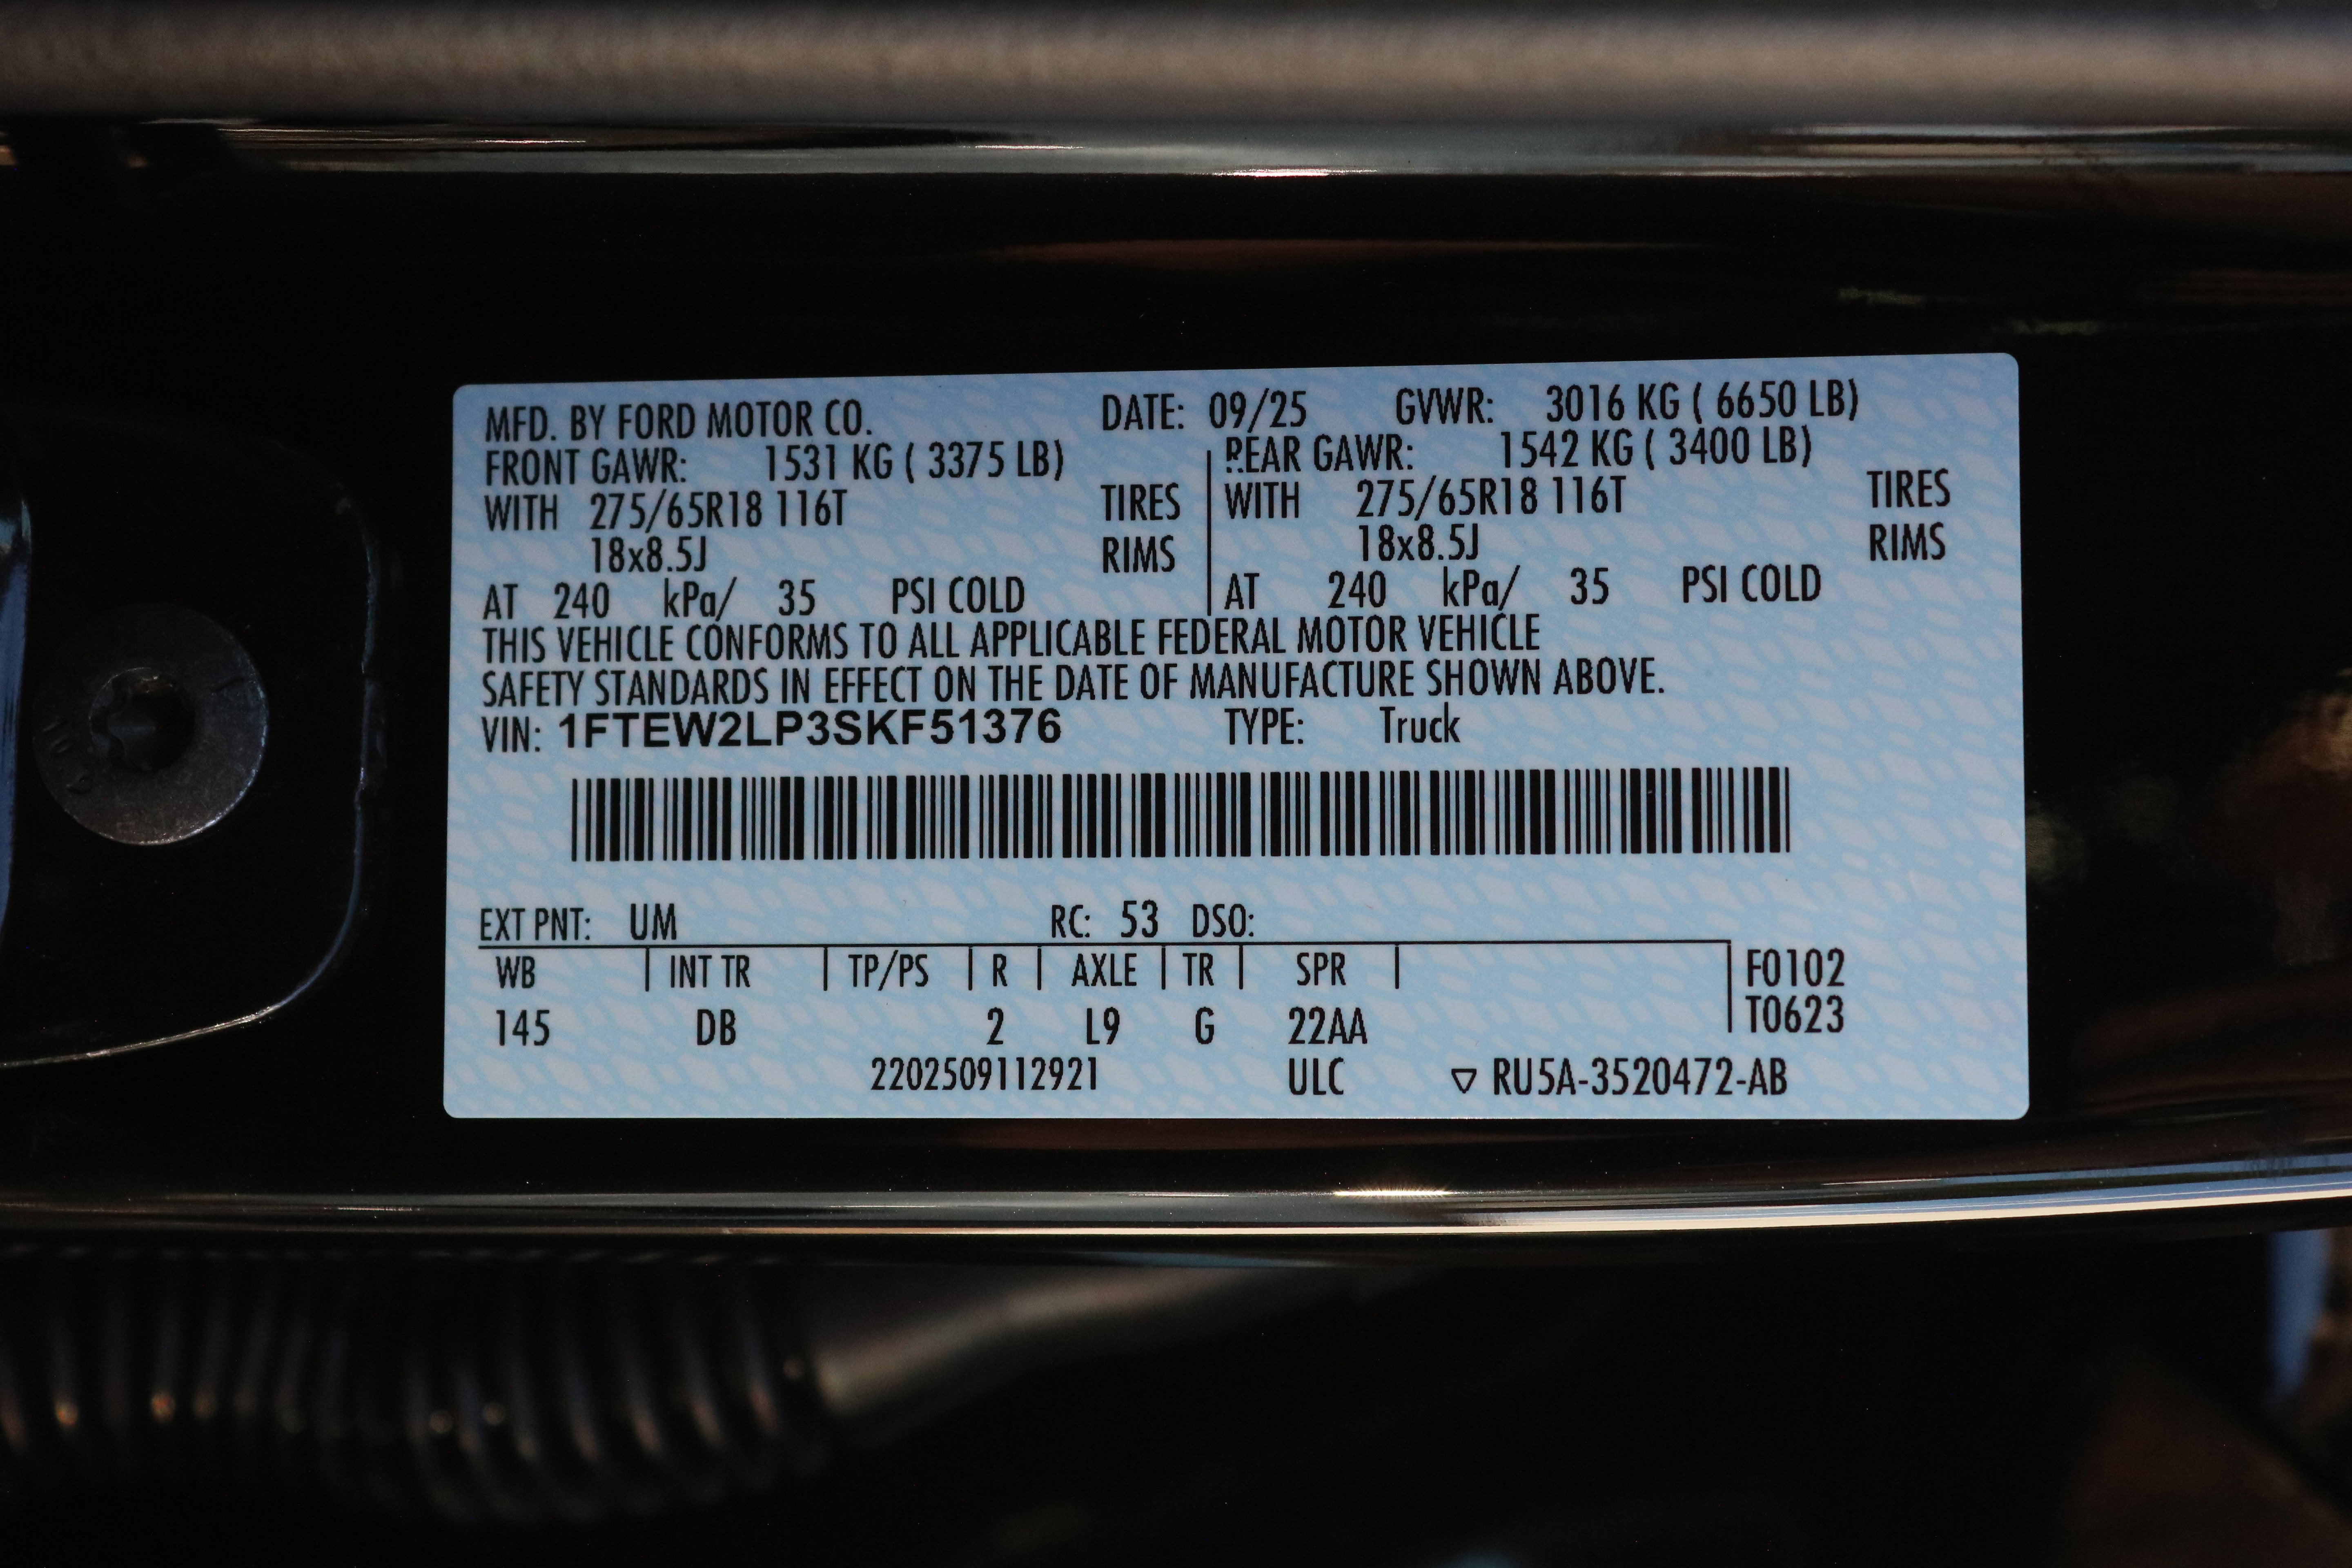 MFD. BY FORD MOTOR CO. DATE: 09/25 GVWR: 3016 KG ( 6650 LB)
FRONT GAWR: 1531 KG ( 3375 LB) REAR GAWR: 1542 KG ( 3400 LB)
WITH 275/65R18 116T TIRES WITH 275/65R18 116T TIRES
18x8.5J RIMS 18x8.5J RIMS
AT 240 kPa/ 35 PSI COLD AT 240 kPa/ 35 PSI COLD
THIS VEHICLE CONFORMS TO ALL APPLICABLE FEDERAL MOTOR VEHICLE
SAFETY STANDARDS IN EFFECT ON THE DATE OF MANUFACTURE SHOWN ABOVE.
VIN: 1FTEW2LP3SKF51376 TYPE: Truck
EXT PNT: UM RC: 53 DSO:
WB INT TR TP/PS R AXLE TR SPR F0102
145 DB 2 L9 G 22AA T0623
2202509112921 ULC ▽ RU5A-3520472-AB